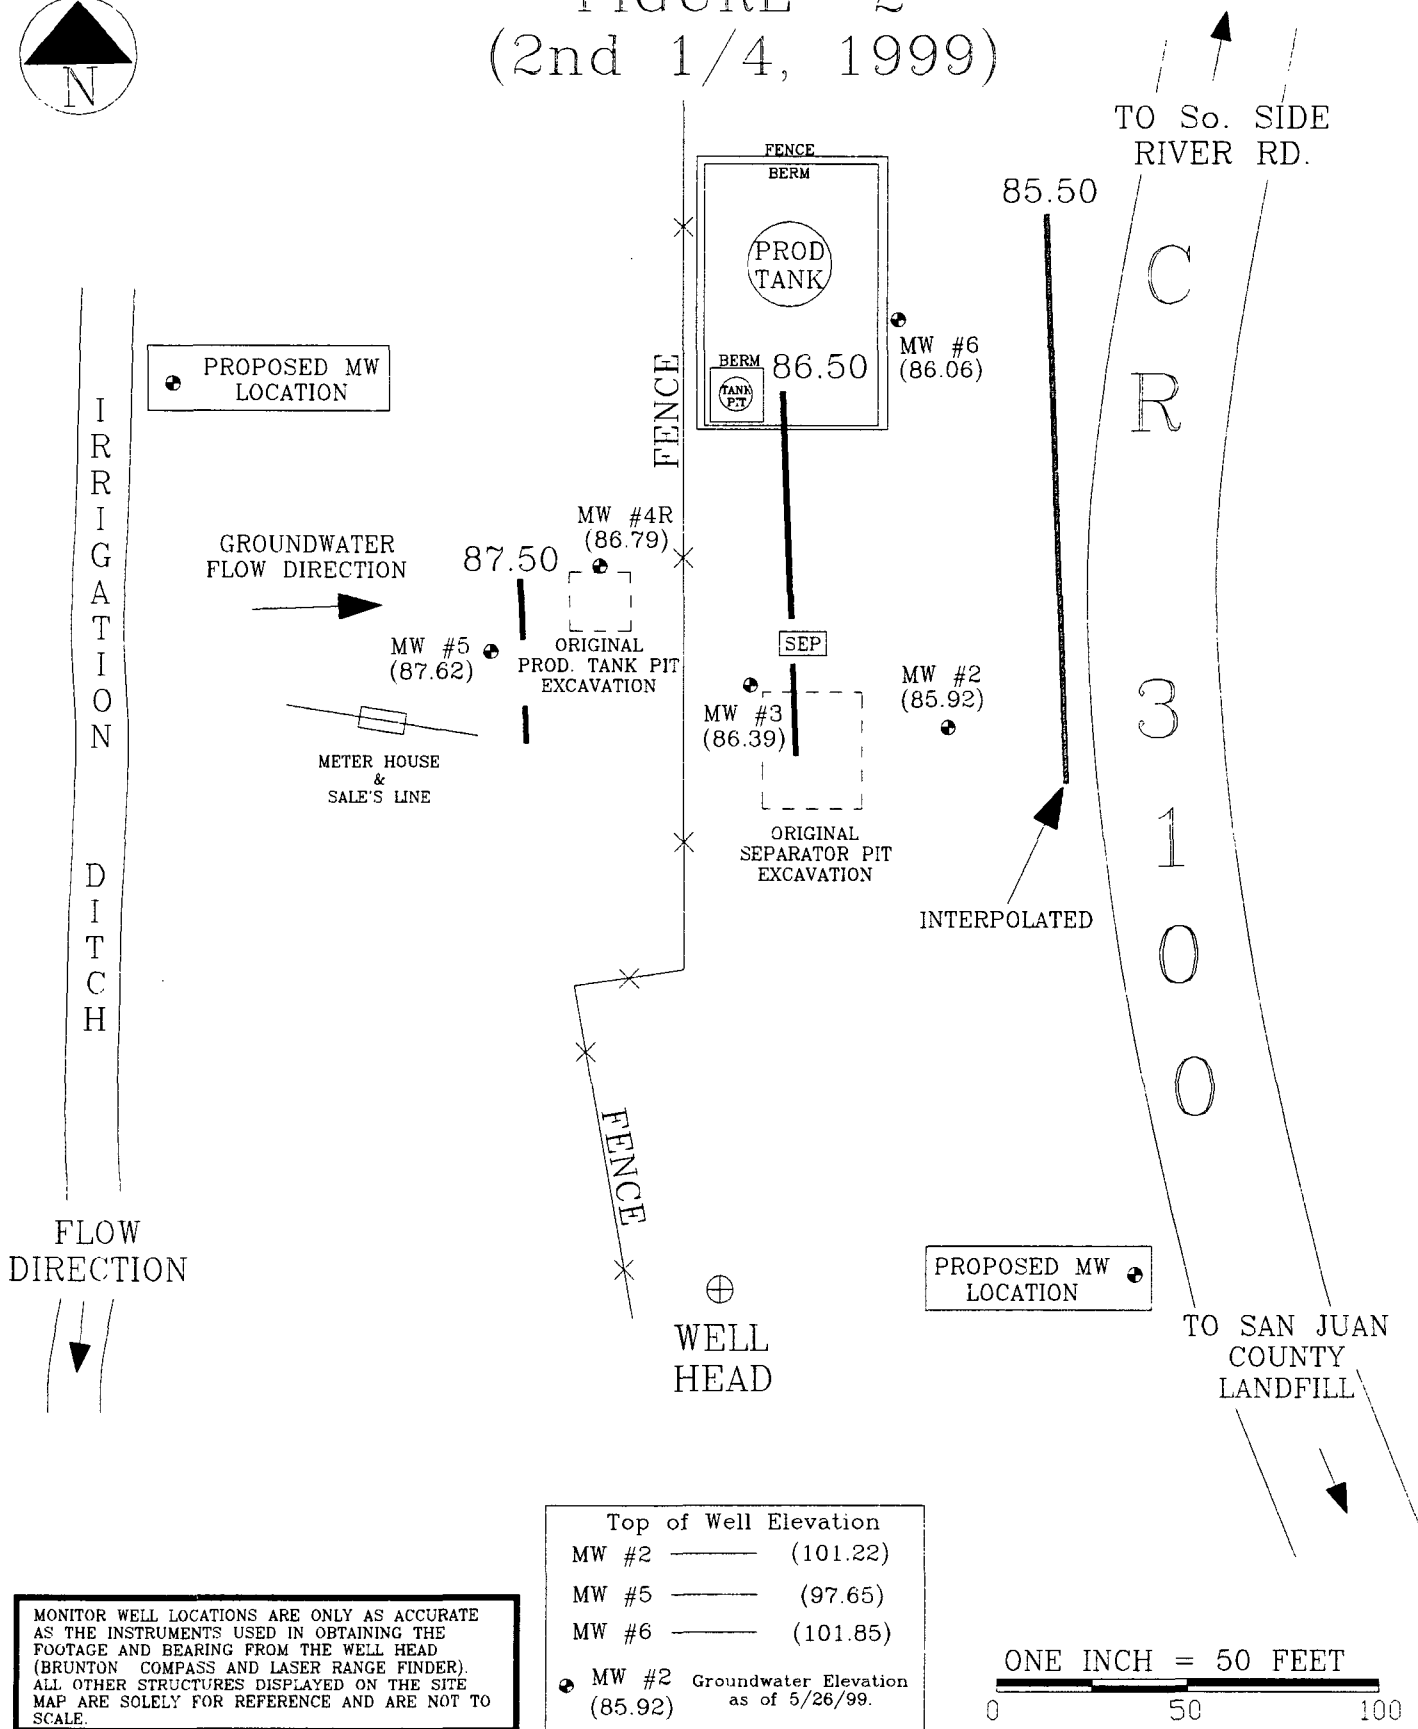 FIGURE 2
(2nd 1/4, 1999)
N
TO So. SIDE
RIVER RD.
FENCE
BERM
85.50
PROD
TANK
C
R
3
1
0
0
MW #6
(86.06)
BERM
86.50
TANK
PIT
FENCE
PROPOSED MW
LOCATION
IRRIGATION
DITCH
MW #4R
(86.79)
GROUNDWATER
FLOW DIRECTION
87.50
MW #5
(87.62)
ORIGINAL
PROD. TANK PIT
EXCAVATION
SEP
MW #2
(85.92)
MW #3
(86.39)
METER HOUSE
&
SALE'S LINE
ORIGINAL
SEPARATOR PIT
EXCAVATION
INTERPOLATED
FENCE
FLOW
DIRECTION
PROPOSED MW
LOCATION
WELL
HEAD
TO SAN JUAN
COUNTY
LANDFILL
Top of Well Elevation
MW #2 (101.22)
MW #5 (97.65)
MW #6 (101.85)
MW #2
(85.92)
Groundwater Elevation
as of 5/26/99.
MONITOR WELL LOCATIONS ARE ONLY AS ACCURATE
AS THE INSTRUMENTS USED IN OBTAINING THE
FOOTAGE AND BEARING FROM THE WELL HEAD
(BRUNTON COMPASS AND LASER RANGE FINDER).
ALL OTHER STRUCTURES DISPLAYED ON THE SITE
MAP ARE SOLELY FOR REFERENCE AND ARE NOT TO
SCALE.
ONE INCH = 50 FEET
0 50 100